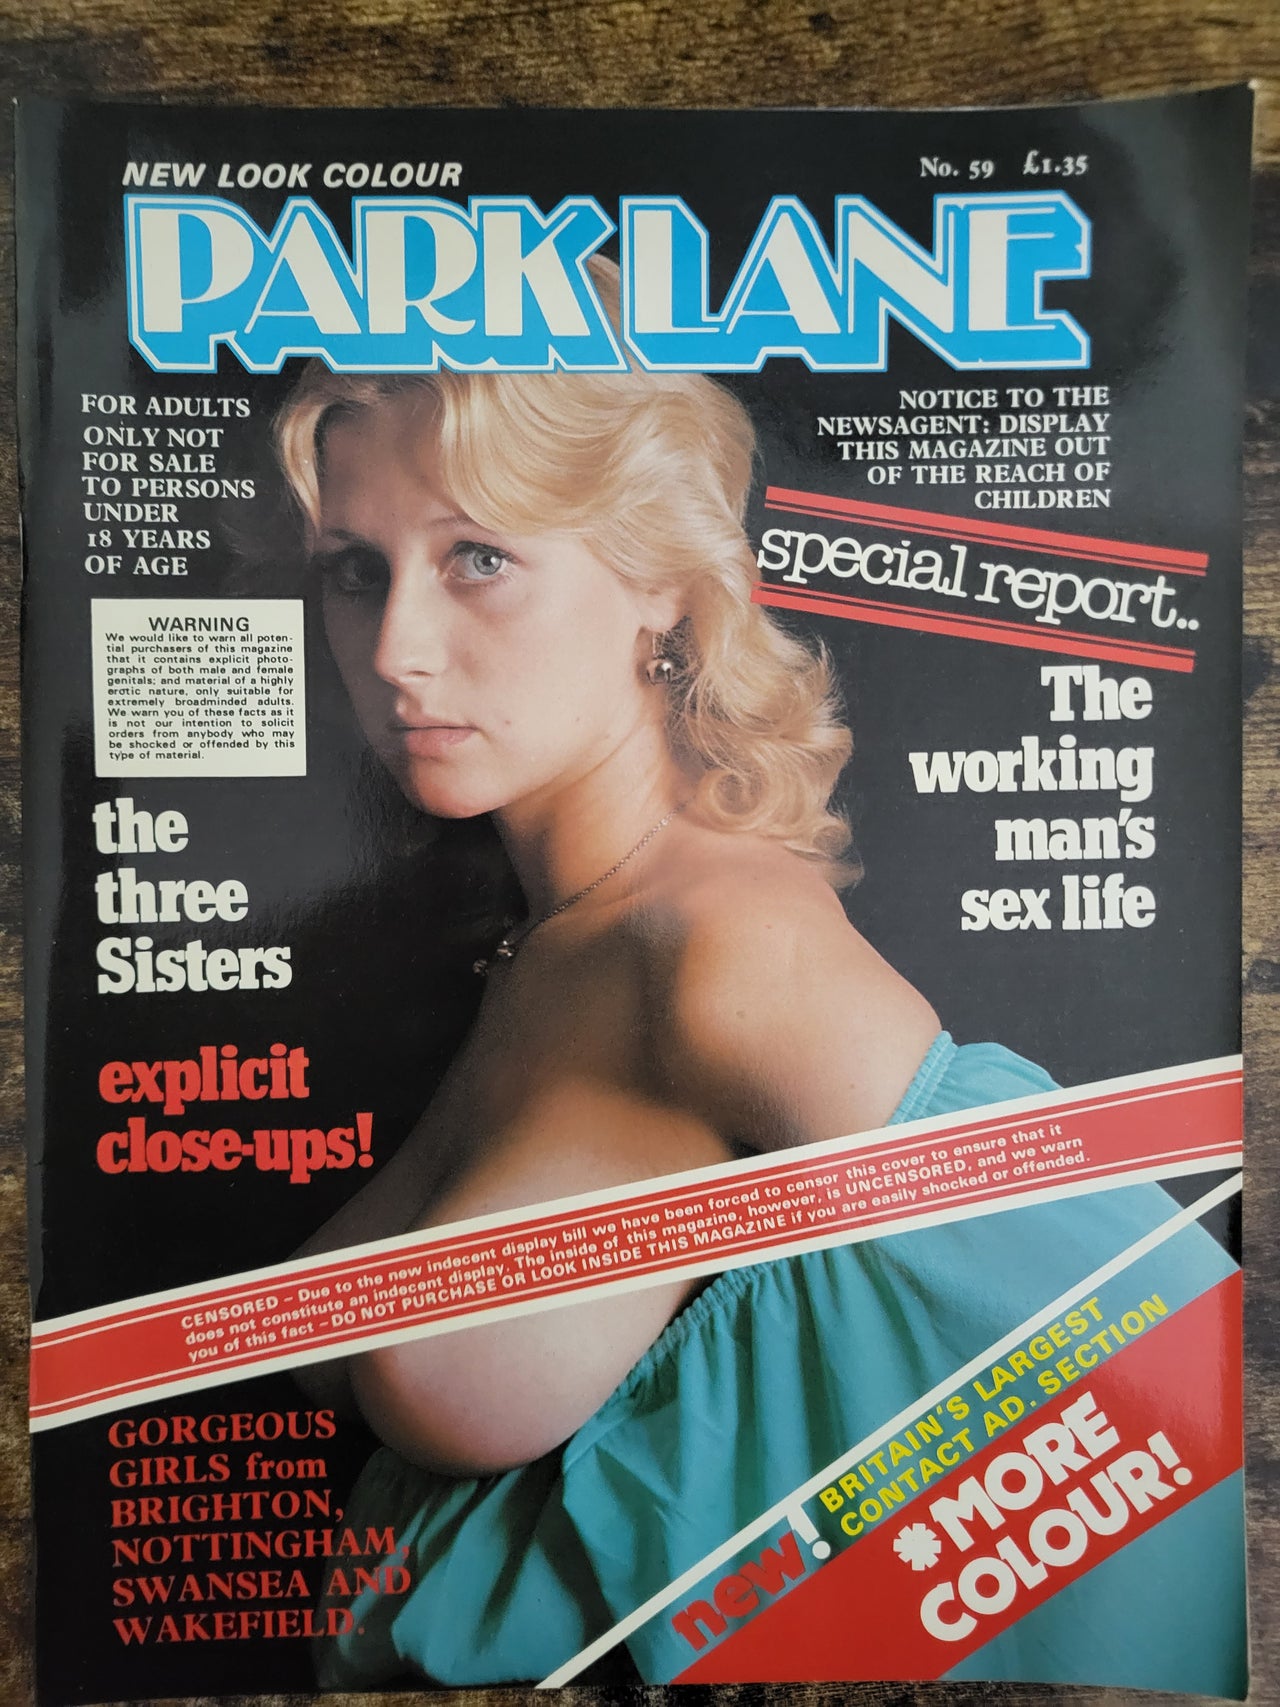 NEW LOOK COLOUR
No. 59 £1.35
PARK LANE
FOR ADULTS
ONLY NOT
FOR SALE
TO PERSONS
UNDER
18 YEARS
OF AGE
NOTICE TO THE
NEWSAGENT: DISPLAY
THIS MAGAZINE OUT
OF THE REACH OF
CHILDREN
special report..
The
working
man's
sex life
WARNING
We would like to warn all poten-
tial purchasers of this magazine
that it contains explicit photo-
graphs of both male and female
genitals; and material of a highly
erotic nature, only suitable for
extremely broadminded adults.
We warn you of these facts as it
is not our intention to solicit
orders from anybody who may
be shocked or offended by this
type of material.
the
three
Sisters
explicit
close-ups!
CENSORED – Due to the new indecent display bill we have been forced to censor this cover to ensure that it
does not constitute an indecent display. The inside of this magazine, however, is UNCENSORED, and we warn
you of this fact – DO NOT PURCHASE OR LOOK INSIDE THIS MAGAZINE if you are easily shocked or offended.
GORGEOUS
GIRLS from
BRIGHTON,
NOTTINGHAM,
SWANSEA AND
WAKEFIELD.
new!
BRITAIN'S LARGEST
CONTACT AD. SECTION
*MORE
COLOUR!